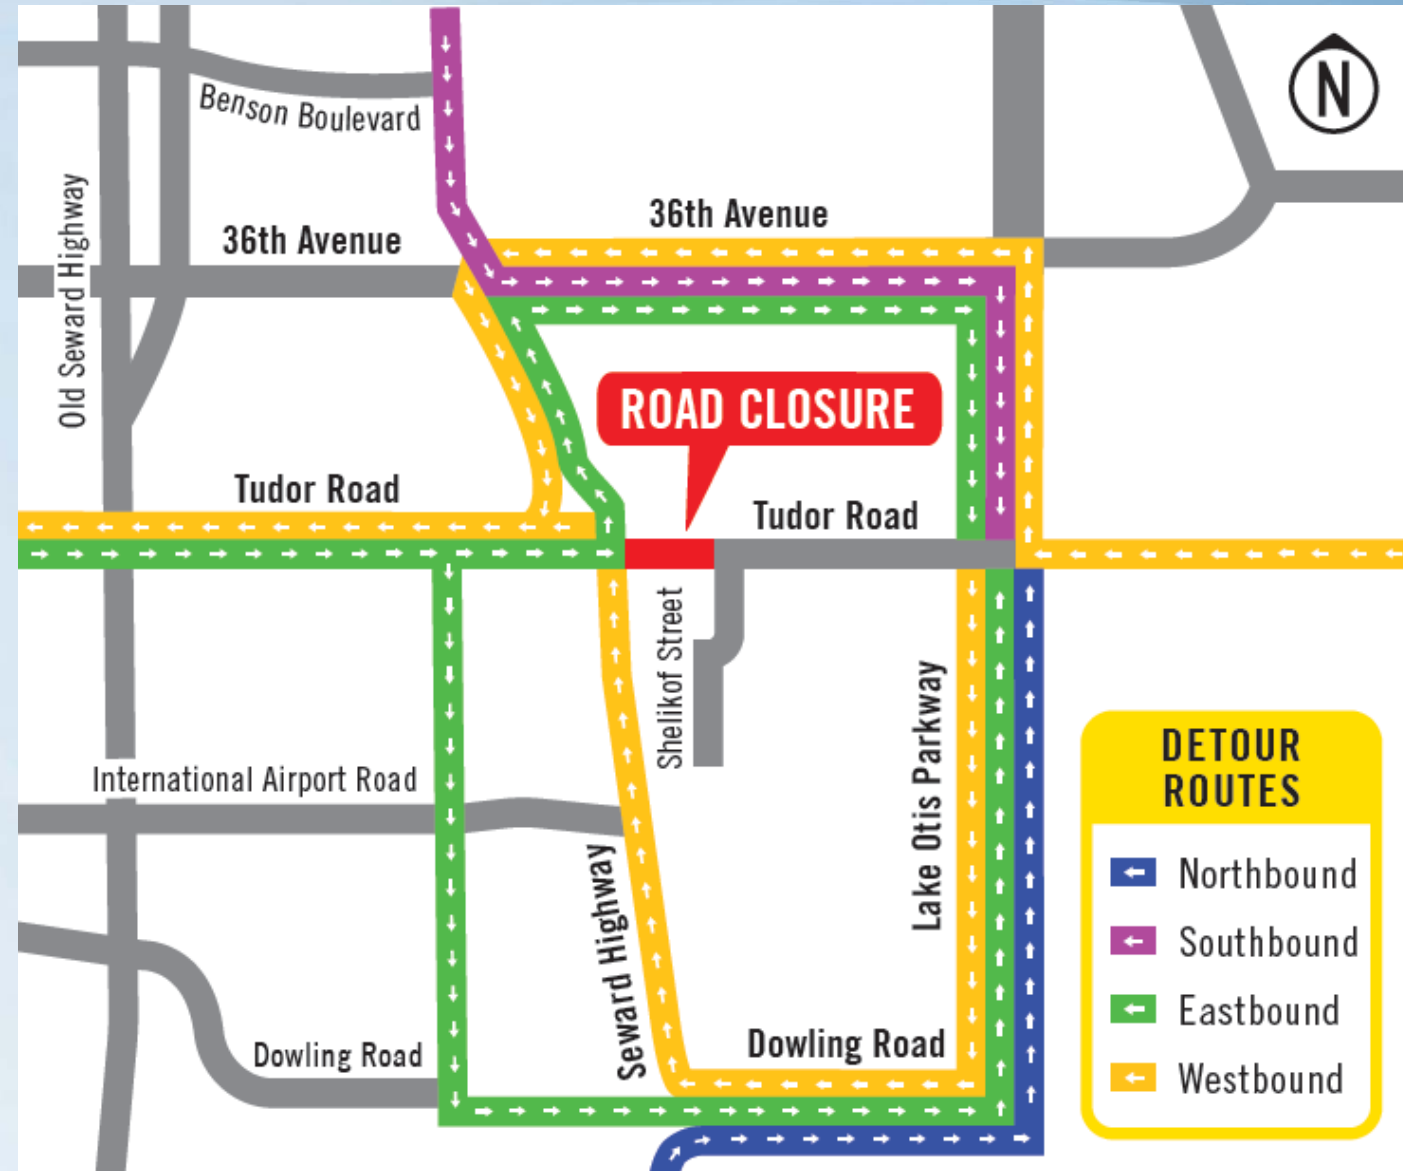 N
Benson Boulevard
Old Seward Highway
36th Avenue
36th Avenue
ROAD CLOSURE
Tudor Road
Tudor Road
Shelikof Street
Lake Otis Parkway
International Airport Road
Seward Highway
Dowling Road
Dowling Road
DETOUR
ROUTES
Northbound
Southbound
Eastbound
Westbound